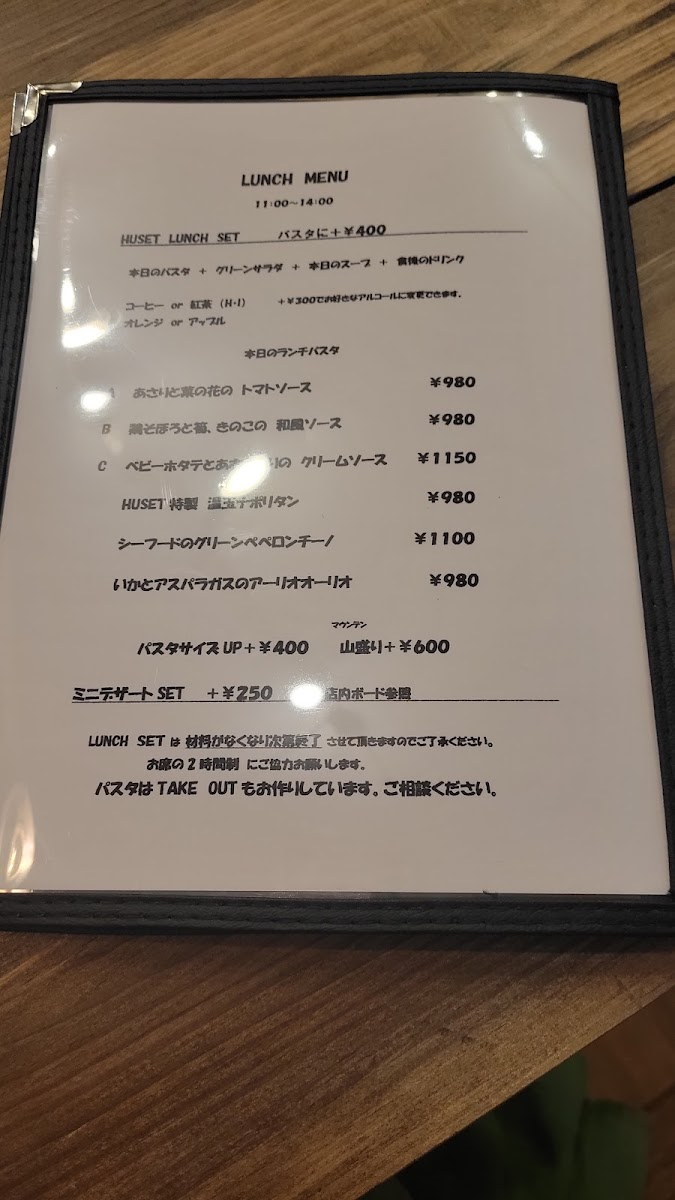 LUNCH MENU
11:00～14:00
HUSET LUNCH SET パスタに+￥400
本日のパスタ + グリーンサラダ + 本日のスープ + 食後のドリンク
コーヒー or 紅茶 (H・I) +￥300でお好きなアルコールに変更できます。
オレンジ or アップル
本日のランチパスタ
A あさりと菜の花の トマトソース ￥980
B 鶏そぼろと筍、きのこの 和風ソース ￥980
C ベビーホタテとあお りの クリームソース ￥1150
HUSET特製 温玉ナポリタン ￥980
シーフードのグリーンペペロンチーノ ￥1100
いかとアスパラガスのアーリオオーリオ ￥980
マウンテン
パスタサイズUP+￥400 山盛り+￥600
ミニデザートSET +￥250 店内ボード参照
LUNCH SET は 材料がなくなり次第終了 させて頂きますのでご了承ください。
お席の2時間制 にご協力お願いします。
パスタは TAKE OUT もお作りしています。ご相談ください。